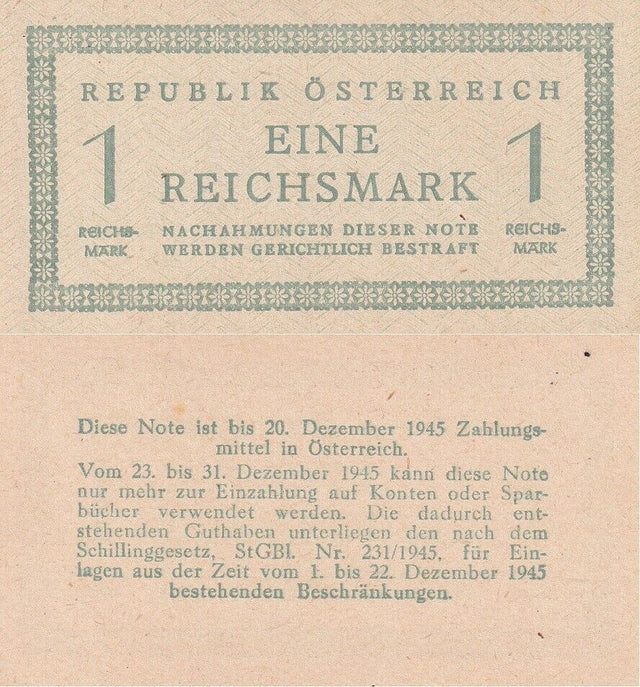 REPUBLIK ÖSTERREICH
1
EINE
1
REICHSMARK
REICHS-
MARK
NACHAHMUNGEN DIESER NOTE
WERDEN GERICHTLICH BESTRAFT
REICHS-
MARK
Diese Note ist bis 20. Dezember 1945 Zahlungs-
mittel in Österreich.
Vom 23. bis 31. Dezember 1945 kann diese Note
nur mehr zur Einzahlung auf Konten oder Spar-
bücher verwendet werden. Die dadurch ent-
stehenden Guthaben unterliegen den nach dem
Schillinggesetz, StGBl. Nr. 231/1945, für Ein-
lagen aus der Zeit vom 1. bis 22. Dezember 1945
bestehenden Beschränkungen.